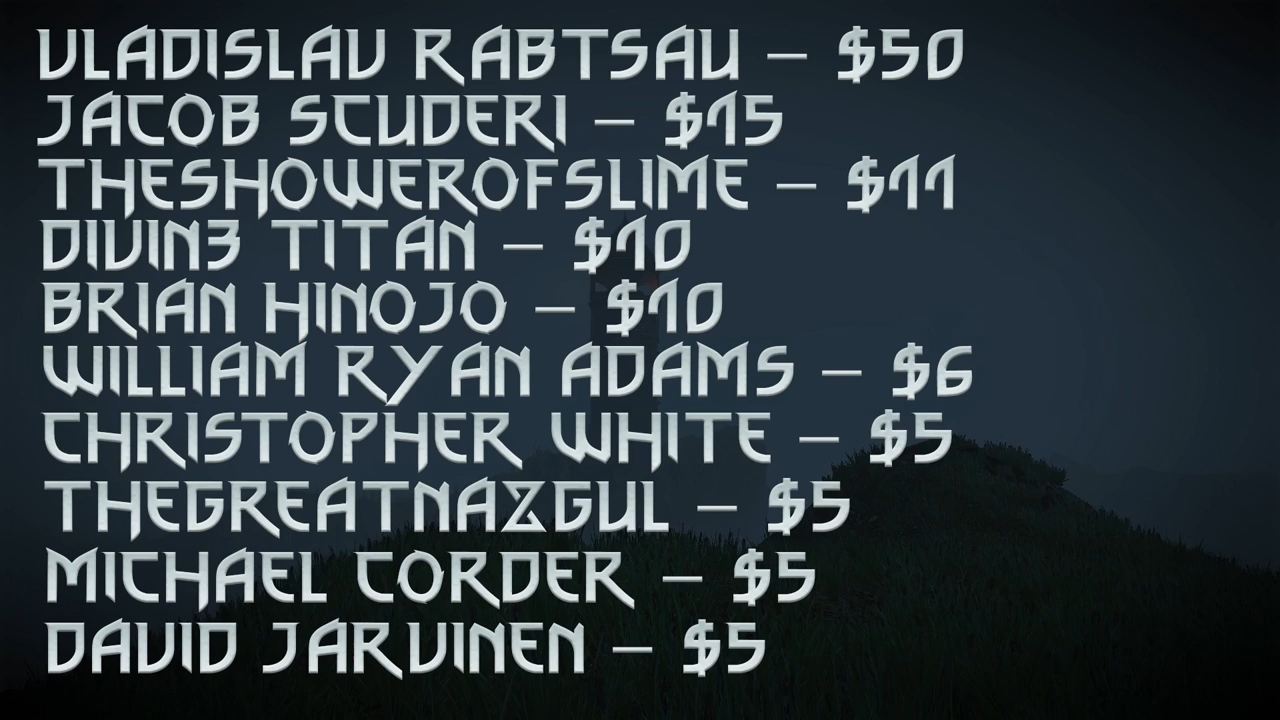 VLADISLAV RABTSAU – $50
JACOB SCUDERI – $15
THESHOWEROFSLIME – $11
DIVIN3 TITAN – $10
BRIAN HINOJO – $10
WILLIAM RYAN ADAMS – $6
CHRISTOPHER WHITE – $5
THEGREATNAZGUL – $5
MICHAEL CORDER – $5
DAVID JARVINEN – $5